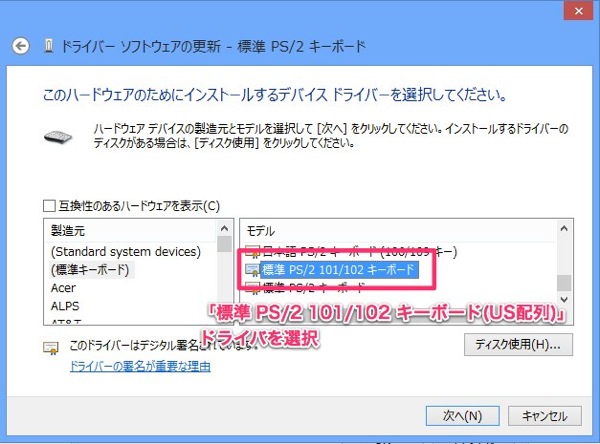 ドライバー ソフトウェアの更新 - 標準 PS/2 キーボード
このハードウェアのためにインストールするデバイス ドライバーを選択してください。
ハードウェア デバイスの製造元とモデルを選択して [次へ] をクリックしてください。インストールするドライバーの
ディスクがある場合は、[ディスク使用] をクリックしてください。
互換性のあるハードウェアを表示(C)
製造元
(Standard system devices)
(標準キーボード)
Acer
ALPS
AT&T
モデル
日本語 PS/2 キーボード (106/109 キー)
標準 PS/2 101/102 キーボード
標準 PS/2 キーボード
「標準 PS/2 101/102 キーボード(US配列)」
ドライバを選択
このドライバーはデジタル署名されています。
ドライバーの署名が重要な理由
ディスク使用(H)...
次へ(N)
キャンセル